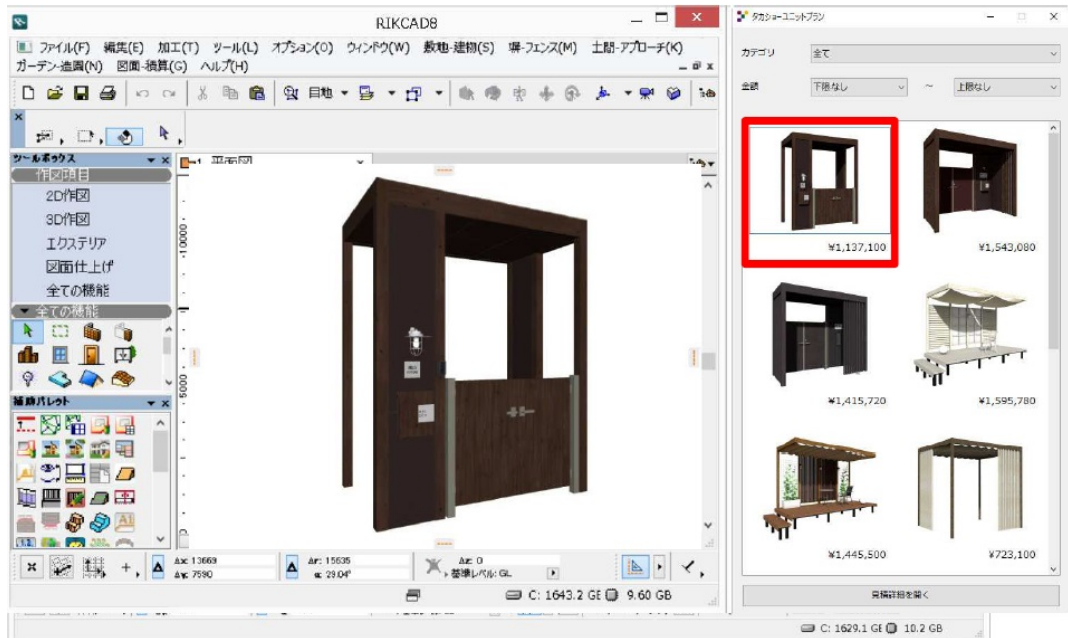 RIKCAD8
ファイル(F) 編集(E) 加工(T) ツール(L) オプション(O) ウィンドウ(W) 敷地-建物(S) 塀-フェンス(M) 土間-アプローチ(K)
ガーデン-造園(N) 図面-積算(G) ヘルプ(H)
目地
ツールボックス
平面図
作図項目
2D作図
3D作図
エクステリア
図面仕上げ
全ての機能
全ての機能
10000
5000
0
補助パレット
A1
Δx: 13669
Δy: 7590
Δr: 15635
α: 29.04°
Δz: 0
基準レベル: GL
C: 1643.2 GE
9.60 GB
タカショーユニットプラン
カテゴリ
全て
金額
下限なし
～
上限なし
¥1,137,100
¥1,543,080
¥1,415,720
¥1,595,780
¥1,445,500
¥723,100
見積詳細を開く
C: 1629.1 GE
10.2 GB